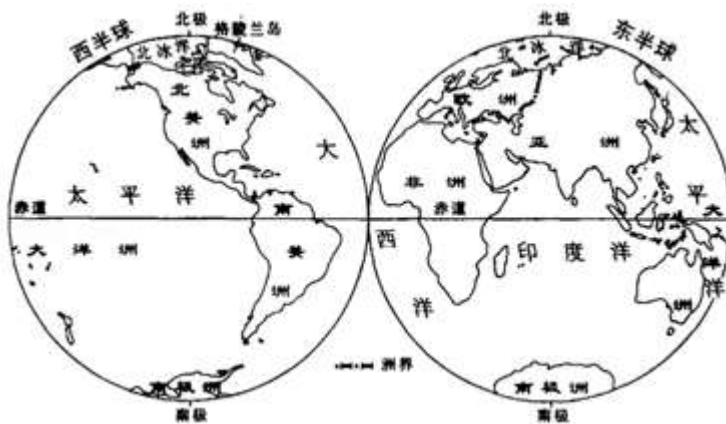 西半球
北极
格陵兰岛
北冰洋
北美洲
大
太平洋
赤道
南美洲
大洋洲
南极洲
南极
东半球
北极
北冰洋
欧洲
亚洲
太
平
洋
非洲
赤道
西
洋
印度洋
大洋洲
南极洲
南极
洲界